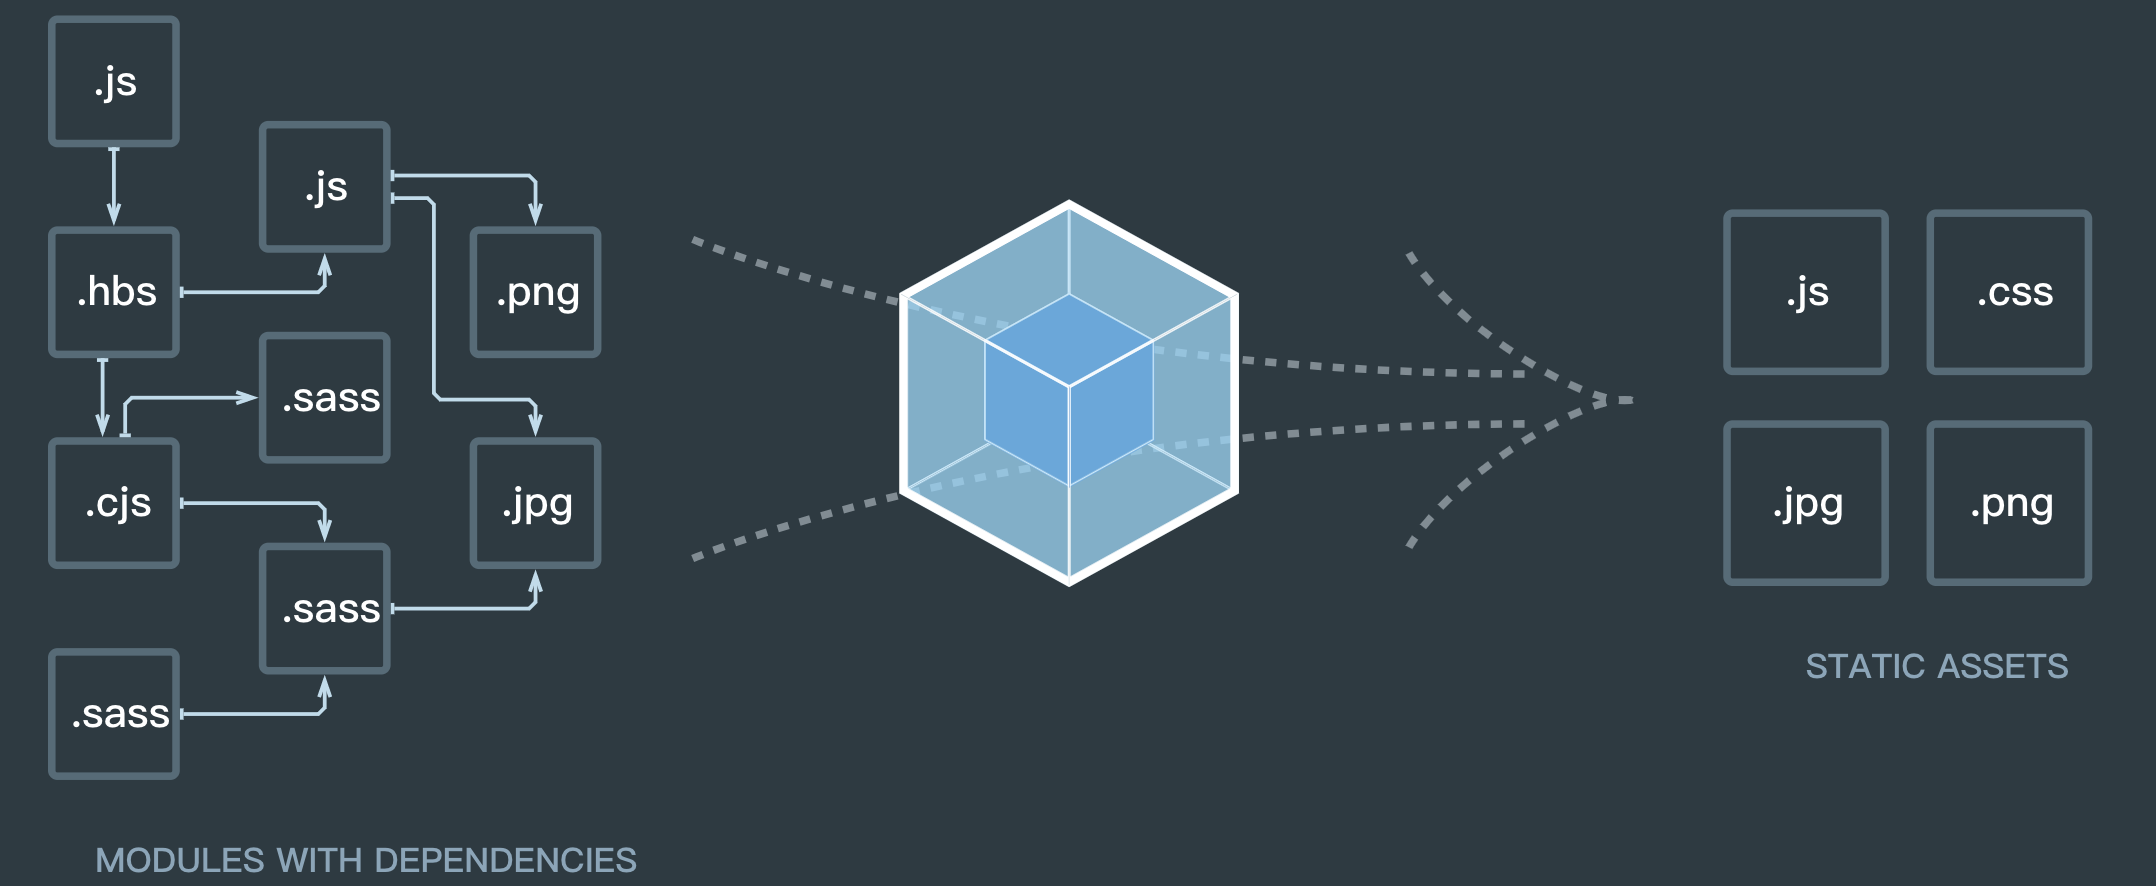 .js
.js
.hbs
.png
.sass
.cjs
.jpg
.sass
.sass
MODULES WITH DEPENDENCIES
.js
.css
.jpg
.png
STATIC ASSETS